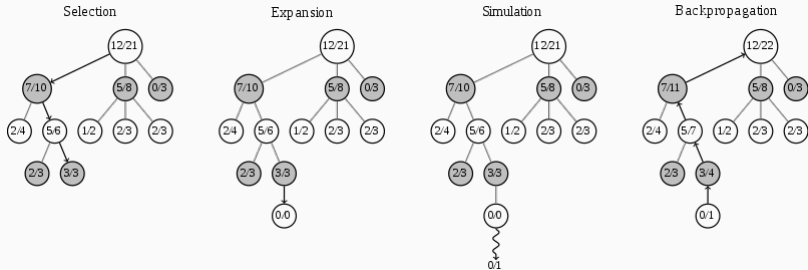 Selection
12/21
7/10 5/8 0/3
2/4 5/6 1/2 2/3 2/3
2/3 3/3
Expansion
12/21
7/10 5/8 0/3
2/4 5/6 1/2 2/3 2/3
2/3 3/3
0/0
Simulation
12/21
7/10 5/8 0/3
2/4 5/6 1/2 2/3 2/3
2/3 3/3
0/0
0/1
Backpropagation
12/22
7/11 5/8 0/3
2/4 5/7 1/2 2/3 2/3
2/3 3/4
0/1